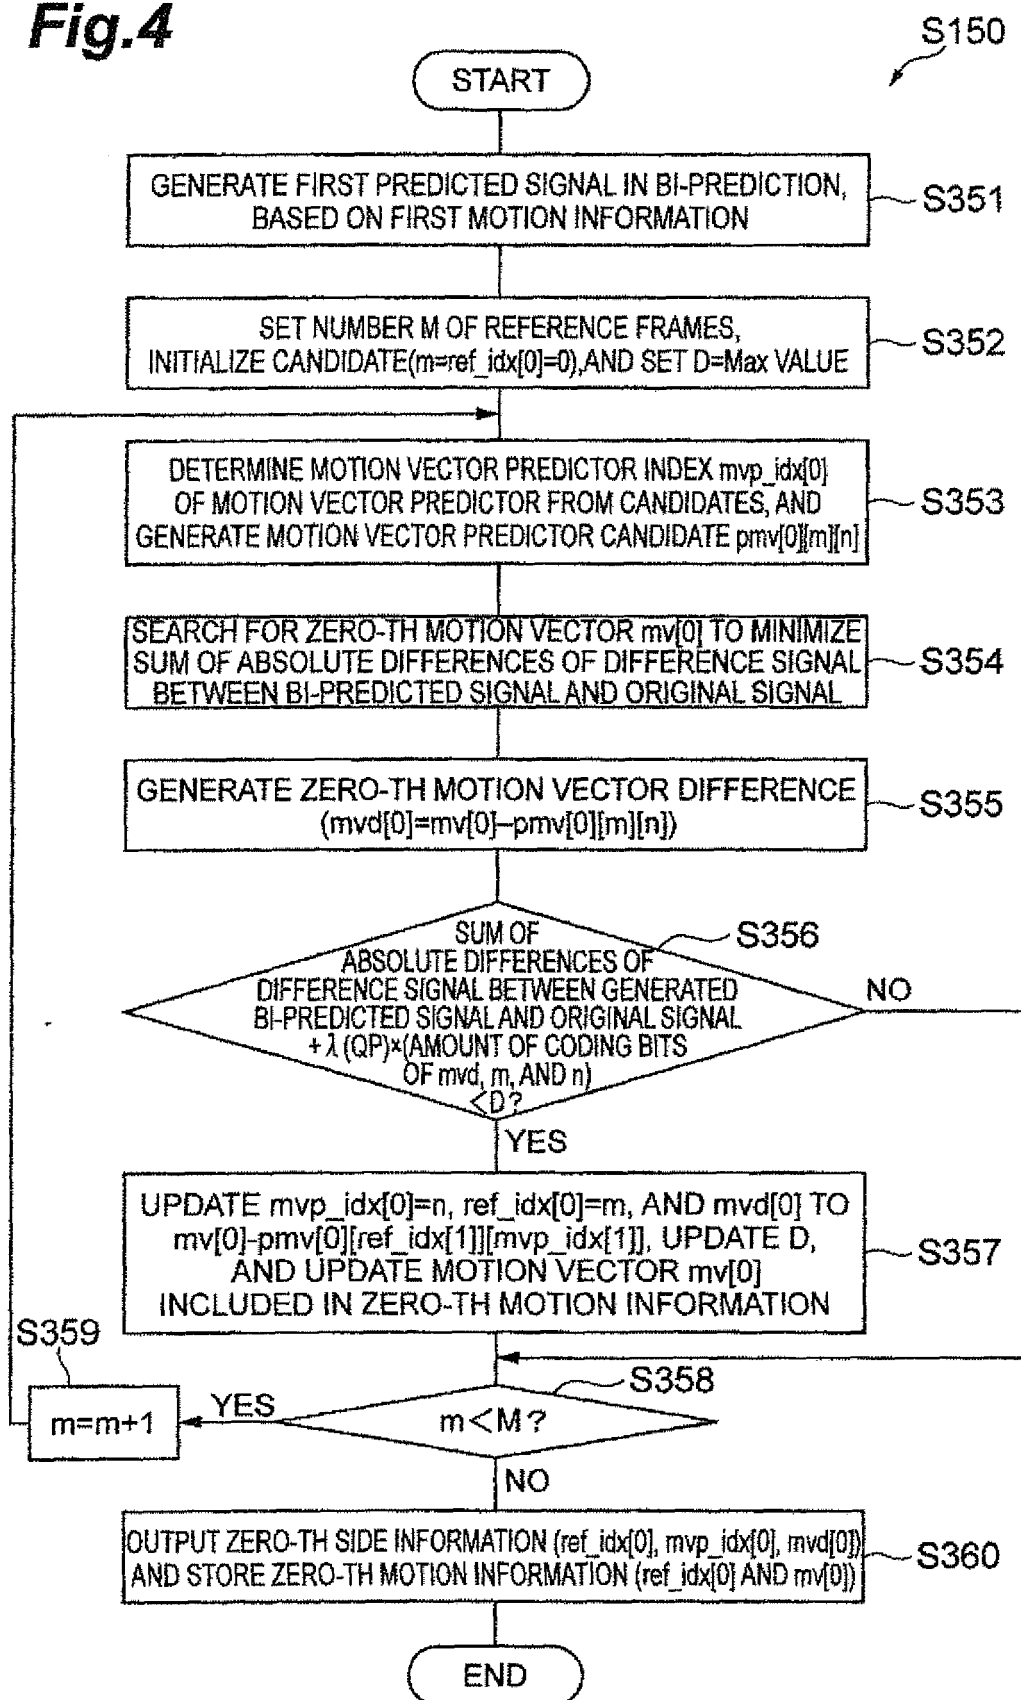 Fig.4
S150
START
GENERATE FIRST PREDICTED SIGNAL IN BI-PREDICTION,
BASED ON FIRST MOTION INFORMATION
S351
SET NUMBER M OF REFERENCE FRAMES,
INITIALIZE CANDIDATE(m=ref_idx[0]=0),AND SET D=Max VALUE
S352
DETERMINE MOTION VECTOR PREDICTOR INDEX mvp_idx[0]
OF MOTION VECTOR PREDICTOR FROM CANDIDATES, AND
GENERATE MOTION VECTOR PREDICTOR CANDIDATE pmv[0][m][n]
S353
SEARCH FOR ZERO-TH MOTION VECTOR mv[0] TO MINIMIZE
SUM OF ABSOLUTE DIFFERENCES OF DIFFERENCE SIGNAL
BETWEEN BI-PREDICTED SIGNAL AND ORIGINAL SIGNAL
S354
GENERATE ZERO-TH MOTION VECTOR DIFFERENCE
(mvd[0]=mv[0]–pmv[0][m][n])
S355
SUM OF
ABSOLUTE DIFFERENCES OF
DIFFERENCE SIGNAL BETWEEN GENERATED
BI-PREDICTED SIGNAL AND ORIGINAL SIGNAL
+λ(QP)×(AMOUNT OF CODING BITS
OF mvd, m, AND n)
<D?
S356
NO
YES
UPDATE mvp_idx[0]=n, ref_idx[0]=m, AND mvd[0] TO
mv[0]-pmv[0][ref_idx[1]][mvp_idx[1]], UPDATE D,
AND UPDATE MOTION VECTOR mv[0]
INCLUDED IN ZERO-TH MOTION INFORMATION
S357
S359
m=m+1
YES
m<M?
S358
NO
OUTPUT ZERO-TH SIDE INFORMATION (ref_idx[0], mvp_idx[0], mvd[0])
AND STORE ZERO-TH MOTION INFORMATION (ref_idx[0] AND mv[0])
S360
END